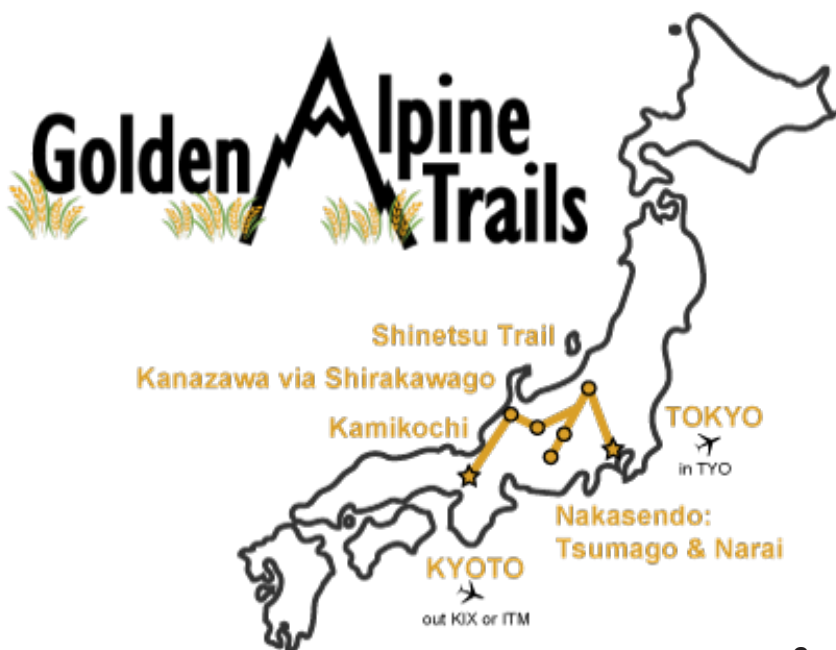 Golden Alpine
Trails
Shinetsu Trail
Kanazawa via Shirakawago
Kamikochi
TOKYO
in TYO
Nakasendo:
Tsumago & Narai
KYOTO
out KIX or ITM